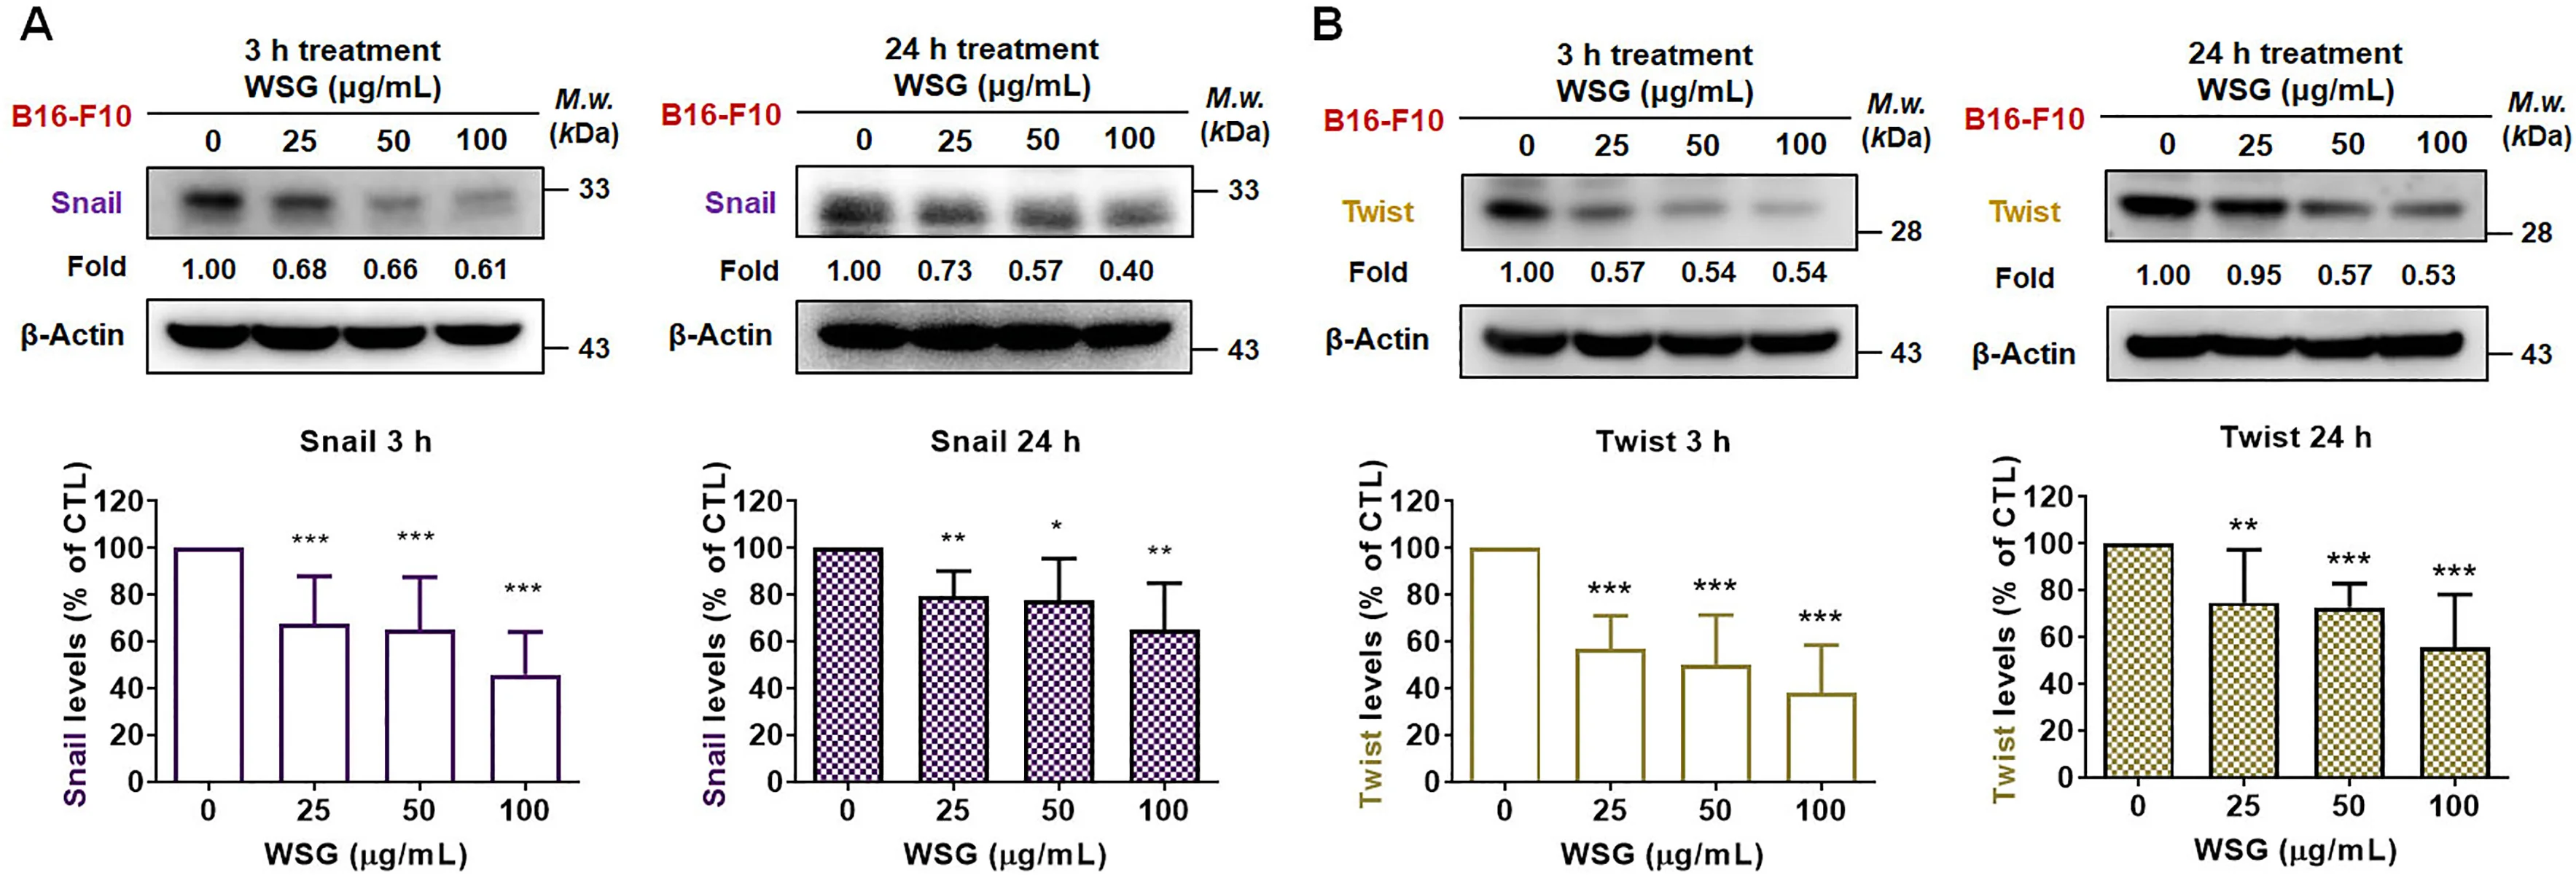 A
3 h treatment
WSG (µg/mL)
B16-F10
M.w.
(kDa)
0 25 50 100
Snail
33
Fold 1.00 0.68 0.66 0.61
β-Actin
43
24 h treatment
WSG (µg/mL)
B16-F10
M.w.
(kDa)
0 25 50 100
Snail
33
Fold 1.00 0.73 0.57 0.40
β-Actin
43
Snail 3 h
Snail levels (% of CTL)
120
100
80
60
40
20
0
*** *** ***
0 25 50 100
WSG (µg/mL)
Snail 24 h
Snail levels (% of CTL)
120
100
80
60
40
20
0
** * **
0 25 50 100
WSG (µg/mL)
B
3 h treatment
WSG (µg/mL)
B16-F10
M.w.
(kDa)
0 25 50 100
Twist
28
Fold 1.00 0.57 0.54 0.54
β-Actin
43
24 h treatment
WSG (µg/mL)
B16-F10
M.w.
(kDa)
0 25 50 100
Twist
28
Fold 1.00 0.95 0.57 0.53
β-Actin
43
Twist 3 h
Twist levels (% of CTL)
120
100
80
60
40
20
0
*** *** ***
0 25 50 100
WSG (µg/mL)
Twist 24 h
Twist levels (% of CTL)
120
100
80
60
40
20
0
** *** ***
0 25 50 100
WSG (µg/mL)